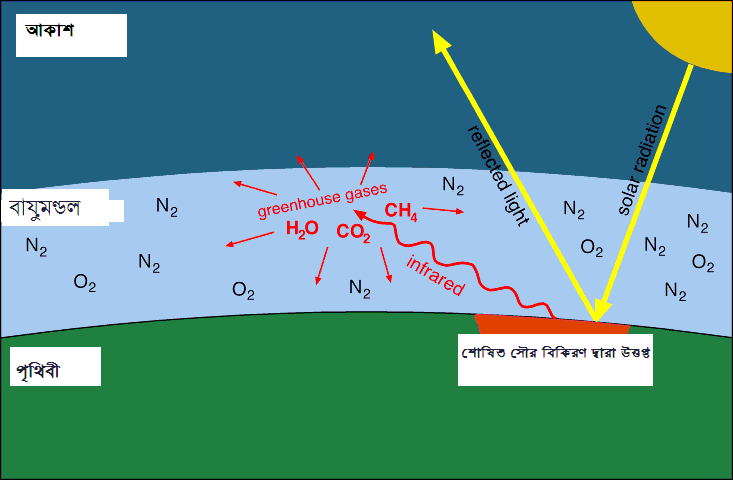 আকাশ
reflected light
solar radiation
বায়ুমন্ডল
greenhouse gases
N₂
N₂
CH₄
N₂
N₂
H₂O
CO₂
N₂
O₂
N₂
N₂
O₂
infrared
O₂
O₂
N₂
N₂
শোষিত সৌর বিকিরণ দ্বারা উত্তপ্ত
পৃথিবী